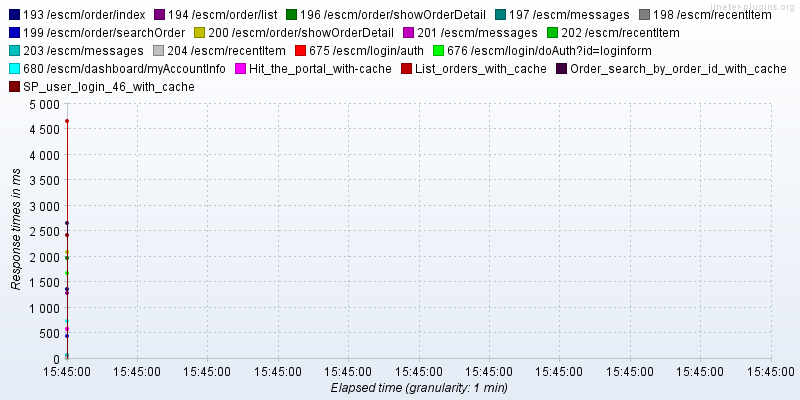 jmeter-plugins.org
193 /escm/order/index 194 /escm/order/list 196 /escm/order/showOrderDetail 197 /escm/messages 198 /escm/recentItem
199 /escm/order/searchOrder 200 /escm/order/showOrderDetail 201 /escm/messages 202 /escm/recentItem
203 /escm/messages 204 /escm/recentItem 675 /escm/login/auth 676 /escm/login/doAuth?id=loginform
680 /escm/dashboard/myAccountInfo Hit_the_portal_with-cache List_orders_with_cache Order_search_by_order_id_with_cache
SP_user_login_46_with_cache
5 000
4 500
4 000
3 500
3 000
2 500
2 000
1 500
1 000
500
0
Response times in ms
15:45:00 15:45:00 15:45:00 15:45:00 15:45:00 15:45:00 15:45:00 15:45:00 15:45:00 15:45:00 15:45:00
Elapsed time (granularity: 1 min)